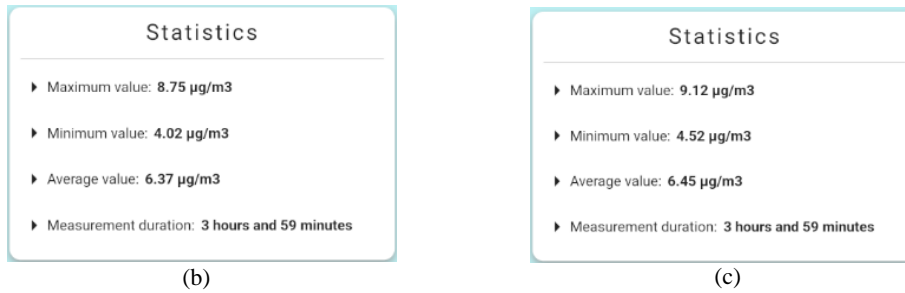 Statistics
Maximum value: 8.75 µg/m3
Minimum value: 4.02 µg/m3
Average value: 6.37 µg/m3
Measurement duration: 3 hours and 59 minutes
(b)
Statistics
Maximum value: 9.12 µg/m3
Minimum value: 4.52 µg/m3
Average value: 6.45 µg/m3
Measurement duration: 3 hours and 59 minutes
(c)